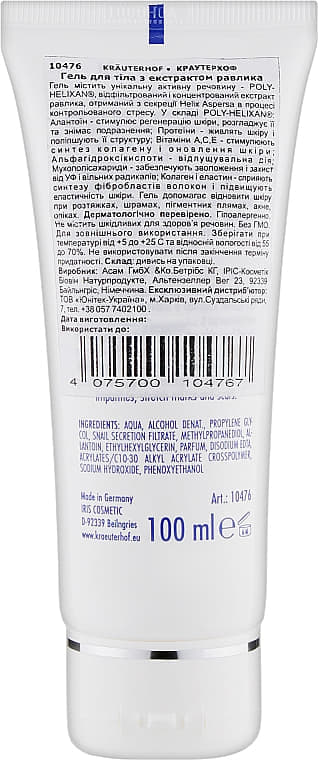 10476 KRÄUTERHOF • КРАУТЕРХОФ
Гель для тіла з екстрактом равлика
Гель містить унікальну активну речовину - POLY-
HELIXAN®, відфільтрований і концентрований екстракт
равлика, отриманий з секреції Helix Aspersa в процесі
контрольованого стресу. У складі POLY-HELIXAN®:
Алантоїн - стимулює регенерацію шкіри, розгладжує її
та знімає подразнення; Протеїни - живлять шкіру і
поліпшують її структуру; Вітаміни А,С,Е - стимулюють
синтез колагену і оновлення шкіри;
Альфагідроксікислоти - відлущувальна дія;
Мухополісахариди - забезпечують зволоження і захист
від УФ і вільних радикалів; Колаген і еластин - сприяють
синтезу фібробластів волокон і підвищують
еластичність шкіри. Гель допомагає відновити шкіру
при розтяжках, шрамах, пігментних плямах, акне,
опіках. Дерматологічно перевірено. Гіпоалергенно.
Не містить шкідливих для здоров'я речовин. Без ГМО.
Для зовнішнього використання. Зберігати при
температурі від +5 до +25 С та відносній вологості від 55
до 70%. Не використовувати після закінчення терміну
придатності. Склад: дивись на упаковці.
Виробник: Асам ГмбХ &Ко.Бетрібс КГ, ІРІС-Косметік
Біовін Натурпродукте, Альтензеллер Вег 23, 92339
Байльнгріс, Німеччина. Ексклюзивний дистриб'ютор:
ТОВ «Юнітек-Україна», м.Харків, вул.Суздальські ряди,
7, тел. +38 057 7402100 .
Дата виготовлення:
Використати до:
4 075700 104767
impurities, stretch marks and scars.
INGREDIENTS: AQUA, ALCOHOL DENAT., PROPYLENE GLY-
COL, SNAIL SECRETION FILTRATE, METHYLPROPANEDIOL, AL-
LANTOIN, ETHYLHEXYLGLYCERIN, PARFUM, DISODIUM EDTA,
ACRYLATES/C10-30 ALKYL ACRYLATE CROSSPOLYMER,
SODIUM HYDROXIDE, PHENOXYETHANOL
Made in Germany
IRIS COSMETIC
D-92339 Beilngries
www.kraeuterhof.eu
Art.: 10476
100 ml e